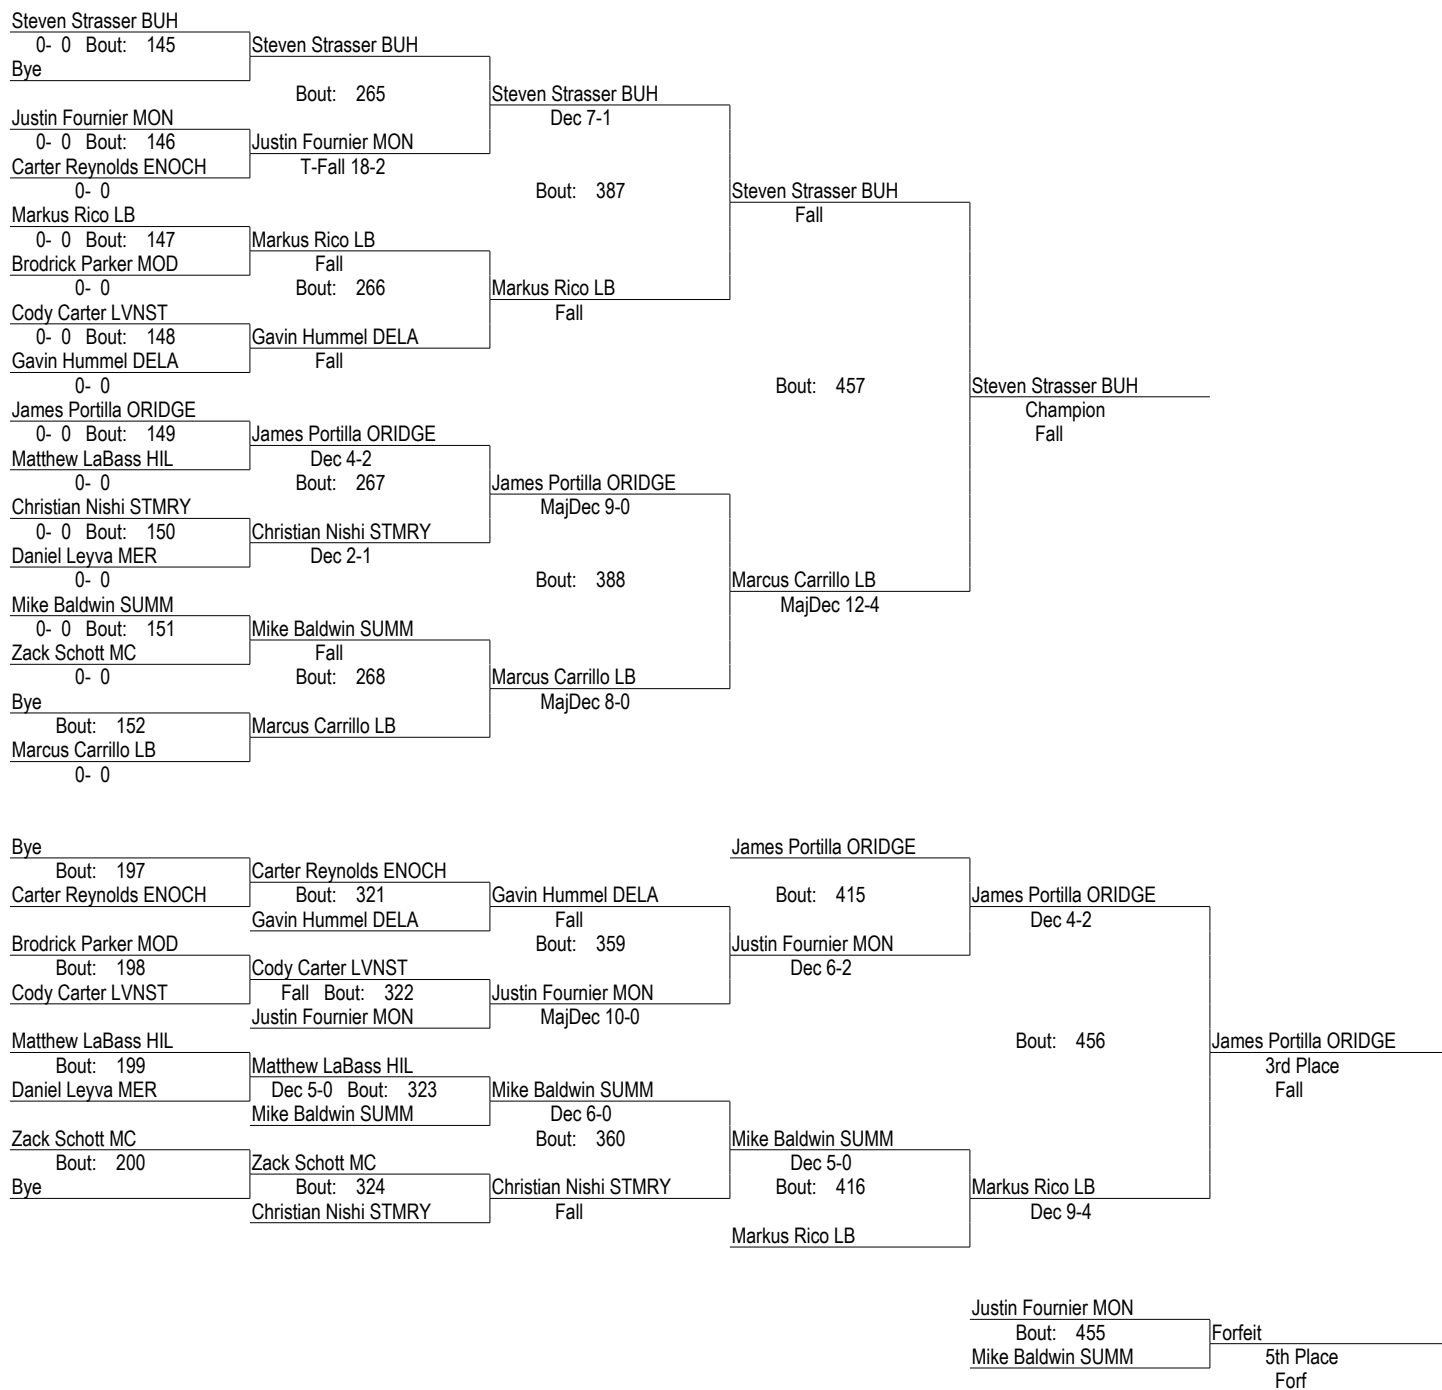 Steven Strasser BUH
0- 0 Bout: 145 Steven Strasser BUH
Bye
Bout: 265 Steven Strasser BUH
Justin Fournier MON Dec 7-1
0- 0 Bout: 146 Justin Fournier MON
Carter Reynolds ENOCH T-Fall 18-2
0- 0 Bout: 387 Steven Strasser BUH
Markus Rico LB Fall
0- 0 Bout: 147 Markus Rico LB
Brodrick Parker MOD Fall
0- 0 Bout: 266 Markus Rico LB
Cody Carter LVNST Fall
0- 0 Bout: 148 Gavin Hummel DELA
Gavin Hummel DELA Fall
0- 0 Bout: 457 Steven Strasser BUH
James Portilla ORIDGE Champion
0- 0 Bout: 149 James Portilla ORIDGE Fall
Matthew LaBass HIL Dec 4-2
0- 0 Bout: 267 James Portilla ORIDGE
Christian Nishi STMRY MajDec 9-0
0- 0 Bout: 150 Christian Nishi STMRY
Daniel Leyva MER Dec 2-1
0- 0 Bout: 388 Marcus Carrillo LB
Mike Baldwin SUMM MajDec 12-4
0- 0 Bout: 151 Mike Baldwin SUMM
Zack Schott MC Fall
0- 0 Bout: 268 Marcus Carrillo LB
Bye MajDec 8-0
Bout: 152 Marcus Carrillo LB
Marcus Carrillo LB
0- 0
Bye James Portilla ORIDGE
Bout: 197 Carter Reynolds ENOCH
Carter Reynolds ENOCH Bout: 321 Gavin Hummel DELA Bout: 415 James Portilla ORIDGE
Gavin Hummel DELA Fall Dec 4-2
Brodrick Parker MOD Bout: 359 Justin Fournier MON
Bout: 198 Cody Carter LVNST Dec 6-2
Cody Carter LVNST Fall Bout: 322 Justin Fournier MON
Justin Fournier MON MajDec 10-0
Matthew LaBass HIL Bout: 456 James Portilla ORIDGE
Bout: 199 Matthew LaBass HIL 3rd Place
Daniel Leyva MER Dec 5-0 Bout: 323 Mike Baldwin SUMM Fall
Mike Baldwin SUMM Dec 6-0
Zack Schott MC Bout: 360 Mike Baldwin SUMM
Bout: 200 Zack Schott MC Dec 5-0
Bye Bout: 324 Christian Nishi STMRY Bout: 416 Markus Rico LB
Christian Nishi STMRY Fall Dec 9-4
Markus Rico LB
Justin Fournier MON
Bout: 455 Forfeit
Mike Baldwin SUMM 5th Place
Forf